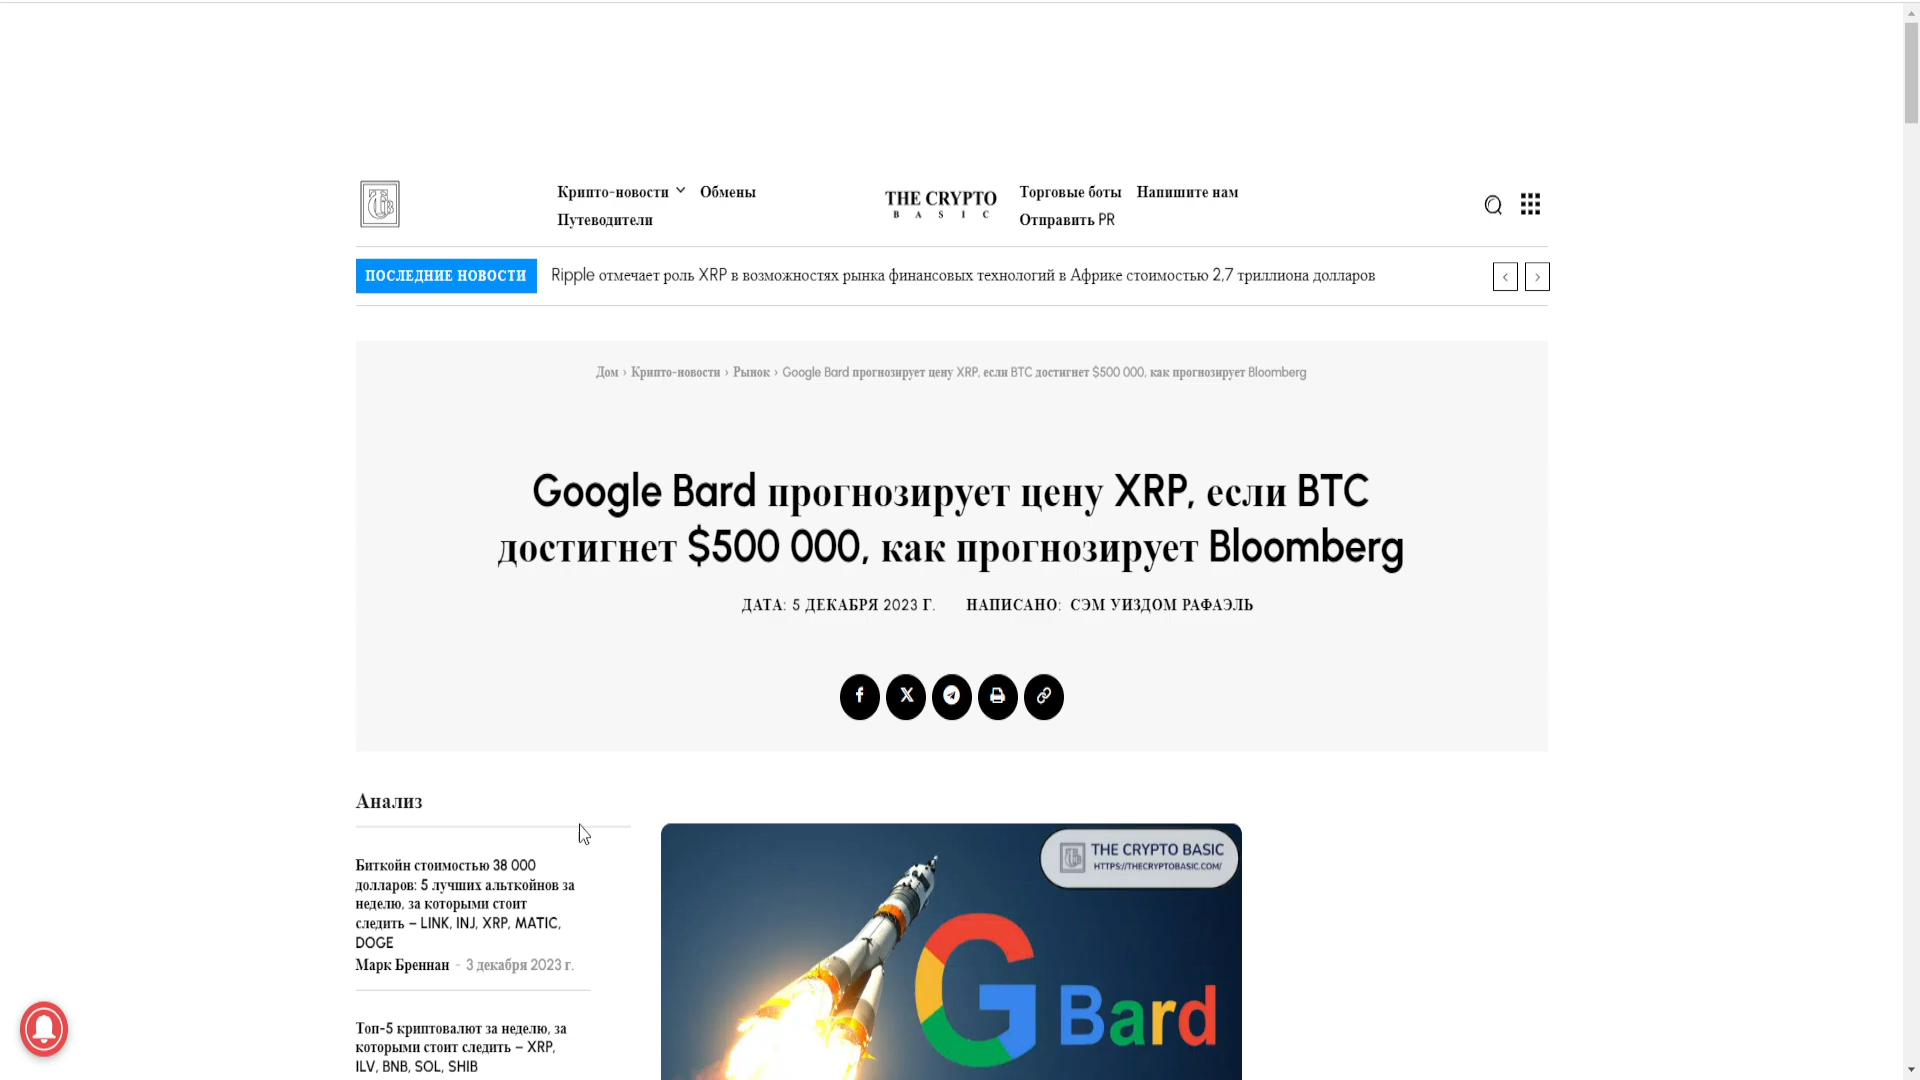 Крипто-новости Обмены
Путеводители
THE CRYPTO
BASIC
Торговые боты Напишите нам
Отправить PR
ПОСЛЕДНИЕ НОВОСТИ Ripple отмечает роль XRP в возможностях рынка финансовых технологий в Африке стоимостью 2,7 триллиона долларов
Дом › Крипто-новости › Рынок › Google Bard прогнозирует цену XRP, если BTC достигнет $500 000, как прогнозирует Bloomberg
Google Bard прогнозирует цену XRP, если BTC
достигнет $500 000, как прогнозирует Bloomberg
ДАТА: 5 ДЕКАБРЯ 2023 Г. НАПИСАНО: СЭМ УИЗДОМ РАФАЭЛЬ
Анализ
Биткойн стоимостью 38 000
долларов: 5 лучших альткойнов за
неделю, за которыми стоит
следить – LINK, INJ, XRP, MATIC,
DOGE
Марк Бреннан - 3 декабря 2023 г.
Топ-5 криптовалют за неделю, за
которыми стоит следить – XRP,
ILV, BNB, SOL, SHIB
THE CRYPTO BASIC
HTTPS://THECRYPTOBASIC.COM/
G Bard